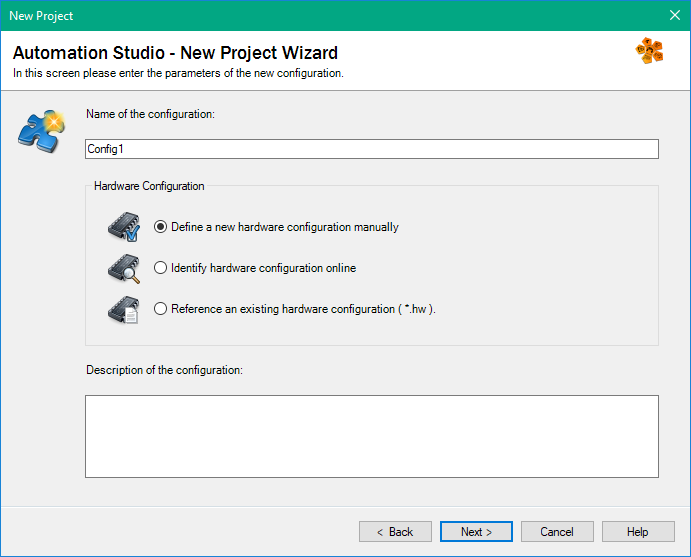 New Project
Automation Studio - New Project Wizard
In this screen please enter the parameters of the new configuration.
Name of the configuration:
Config1
Hardware Configuration
Define a new hardware configuration manually
Identify hardware configuration online
Reference an existing hardware configuration ( *.hw ).
Description of the configuration:
< Back
Next >
Cancel
Help